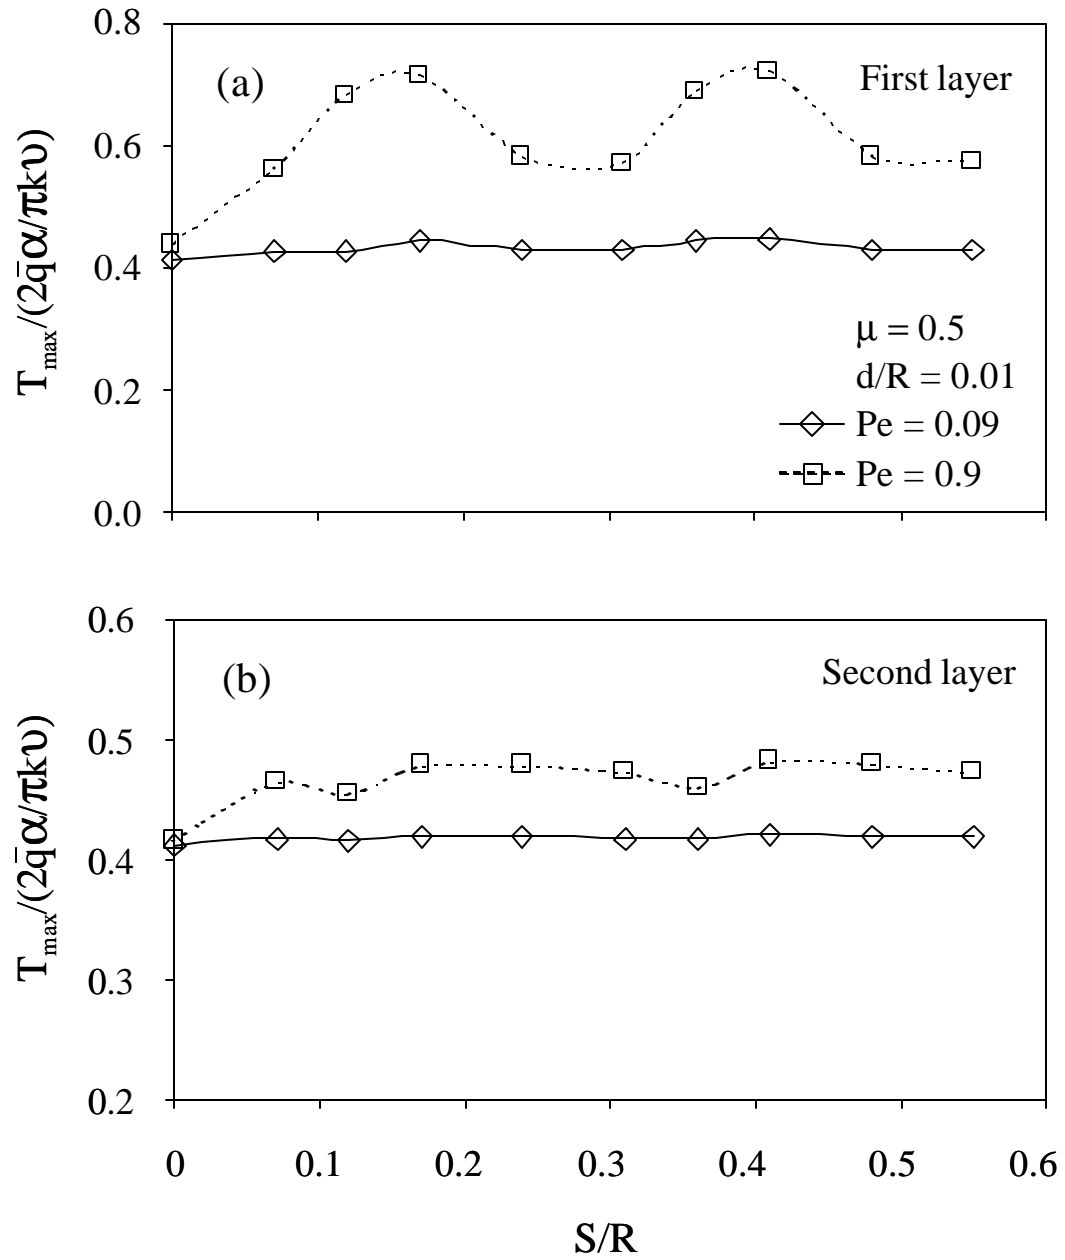 0.8
(a)
First layer
0.6
0.4
0.2
0.0
T_max/(2q̄α/πkυ)
μ = 0.5
d/R = 0.01
Pe = 0.09
Pe = 0.9
0.6
(b)
Second layer
0.5
0.4
0.3
0.2
T_max/(2q̄α/πkυ)
0 0.1 0.2 0.3 0.4 0.5 0.6
S/R